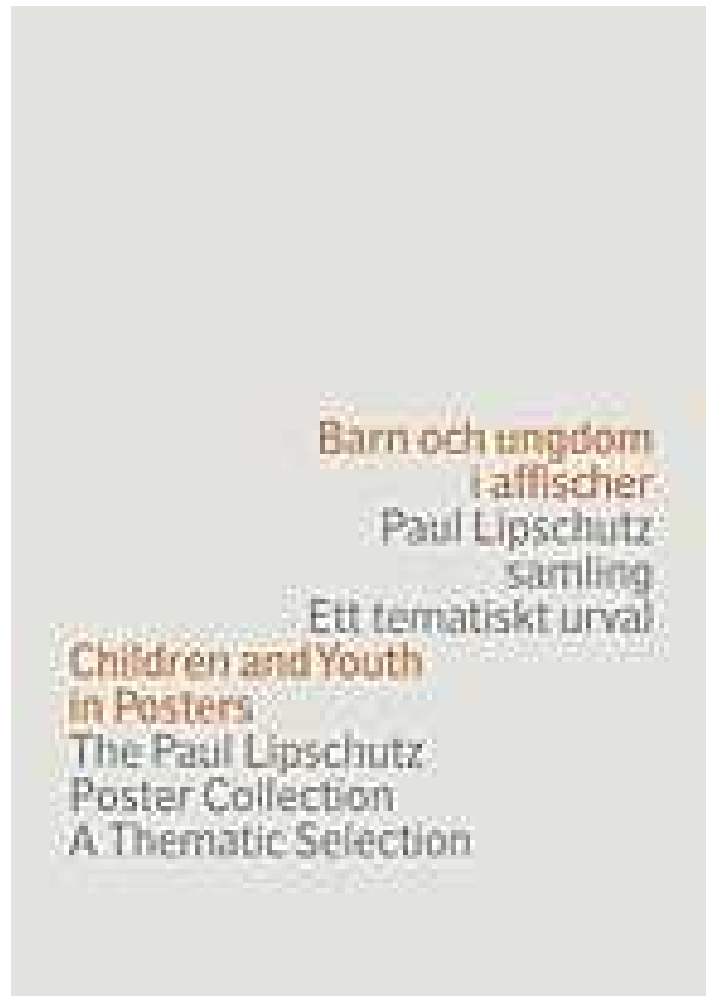 Barn och ungdom
i affischer
Paul Lipschutz
samling
Ett tematiskt urval
Children and Youth
in Posters
The Paul Lipschutz
Poster Collection
A Thematic Selection